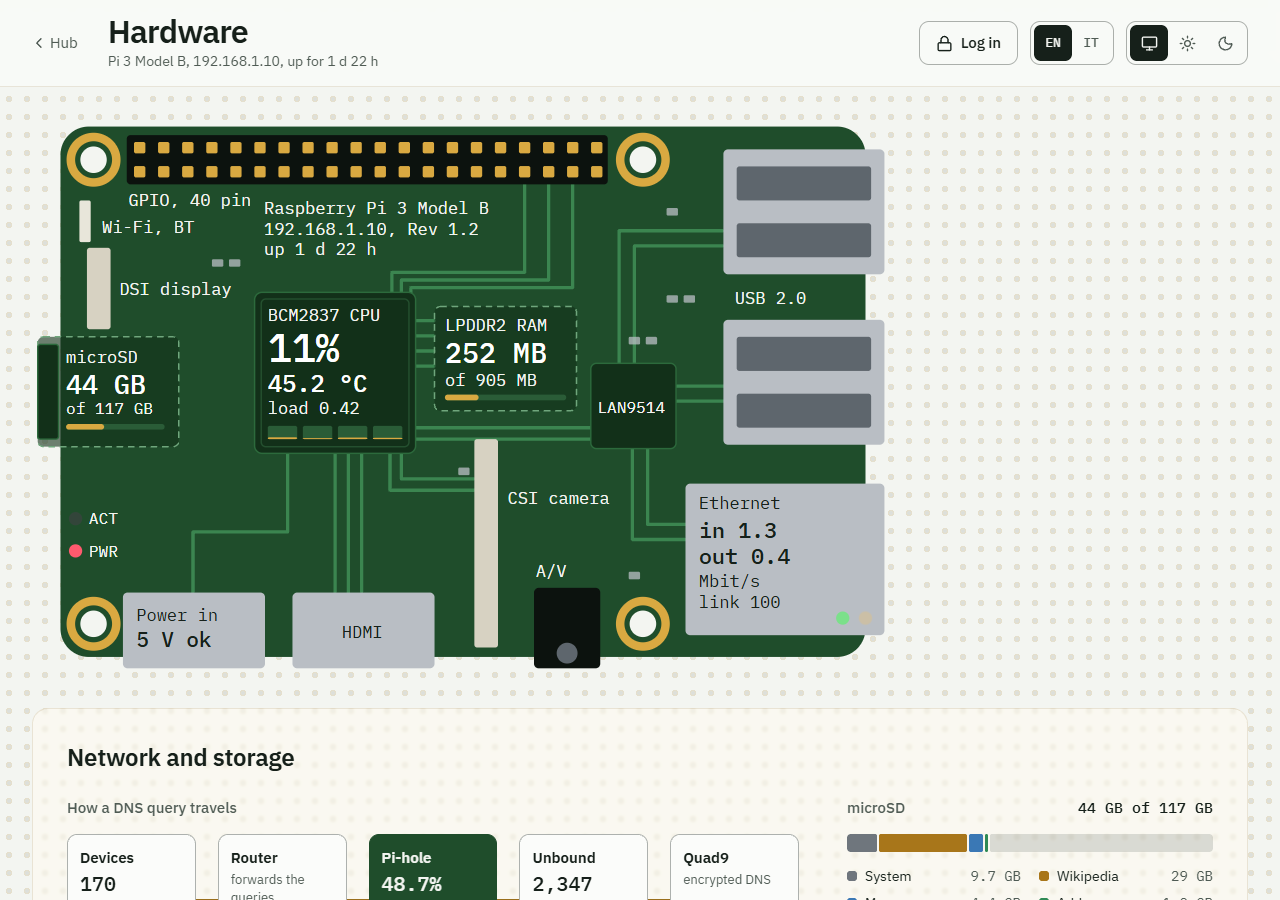 Hub
Hardware
Pi 3 Model B, 192.168.1.10, up for 1 d 22 h
Log in
EN
IT
GPIO, 40 pin
Wi-Fi, BT
Raspberry Pi 3 Model B
192.168.1.10, Rev 1.2
up 1 d 22 h
DSI display
USB 2.0
microSD
44 GB
of 117 GB
BCM2837 CPU
11%
45.2 °C
load 0.42
LPDDR2 RAM
252 MB
of 905 MB
LAN9514
CSI camera
ACT
PWR
A/V
Ethernet
in 1.3
out 0.4
Mbit/s
link 100
Power in
5 V ok
HDMI
Network and storage
How a DNS query travels
Devices
170
Router
forwards the
queries
Pi-hole
48.7%
Unbound
2,347
Quad9
encrypted DNS
microSD
44 GB of 117 GB
System
9.7 GB
Wikipedia
29 GB